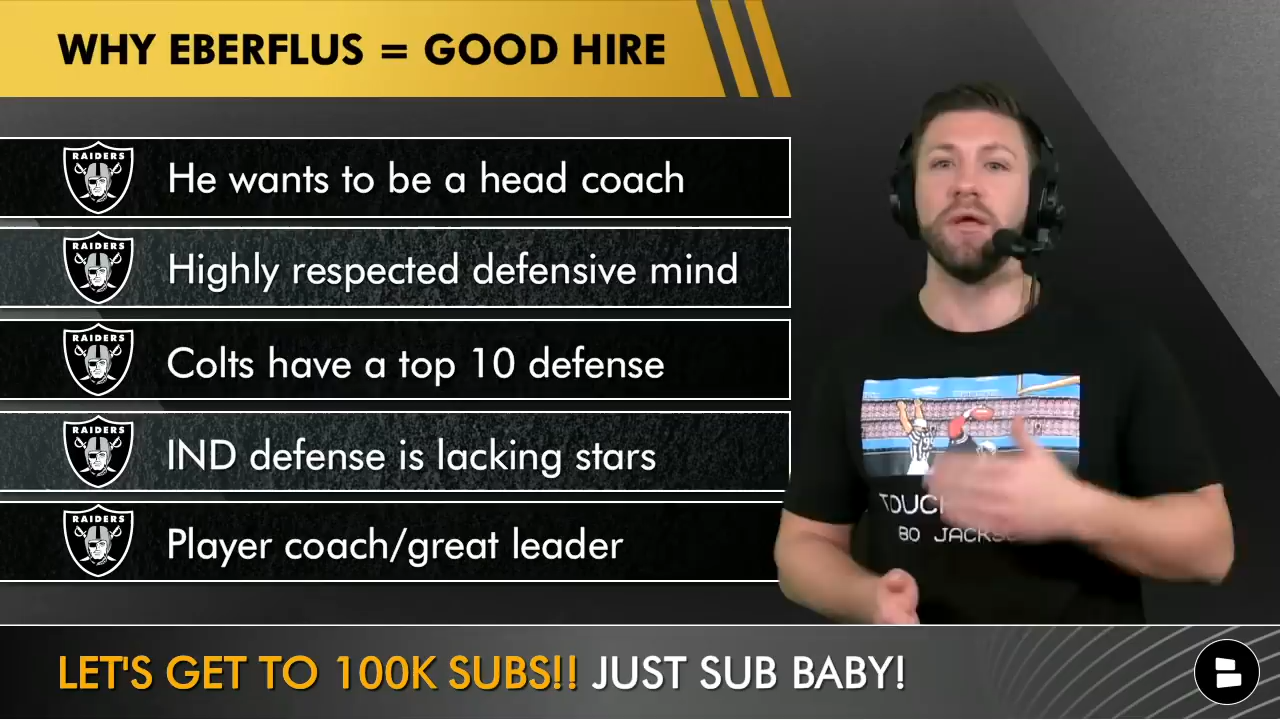 WHY EBERFLUS = GOOD HIRE
RAIDERS
He wants to be a head coach
RAIDERS
Highly respected defensive mind
RAIDERS
Colts have a top 10 defense
RAIDERS
IND defense is lacking stars
RAIDERS
Player coach/great leader
BO
LET'S GET TO 100K SUBS!! JUST SUB BABY!